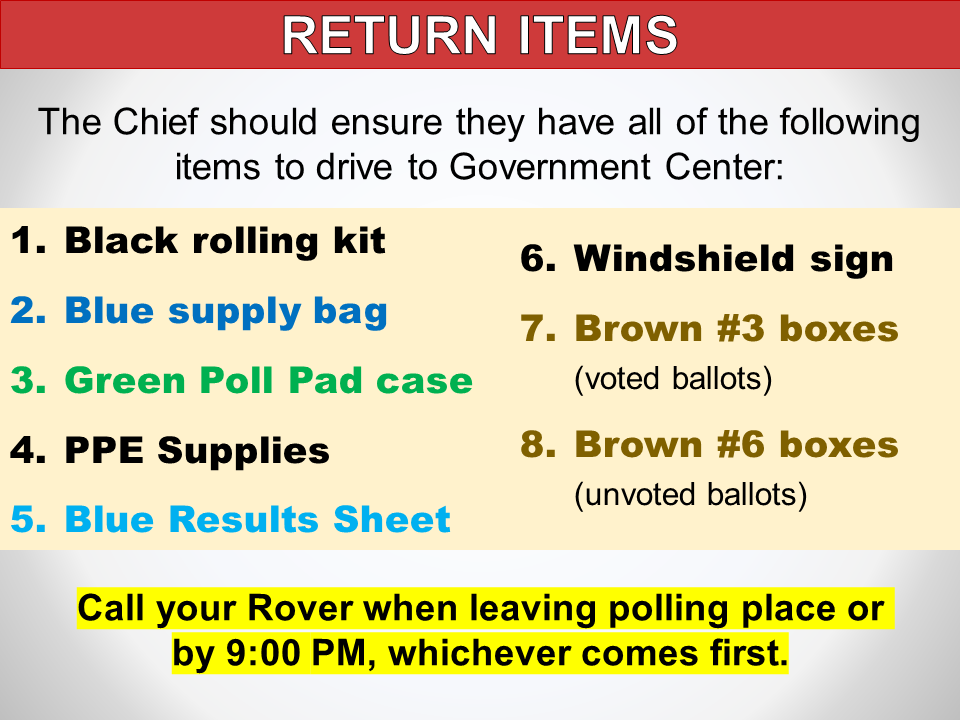 RETURN ITEMS
The Chief should ensure they have all of the following
items to drive to Government Center:
1. Black rolling kit
2. Blue supply bag
3. Green Poll Pad case
4. PPE Supplies
5. Blue Results Sheet
6. Windshield sign
7. Brown #3 boxes
(voted ballots)
8. Brown #6 boxes
(unvoted ballots)
Call your Rover when leaving polling place or
by 9:00 PM, whichever comes first.